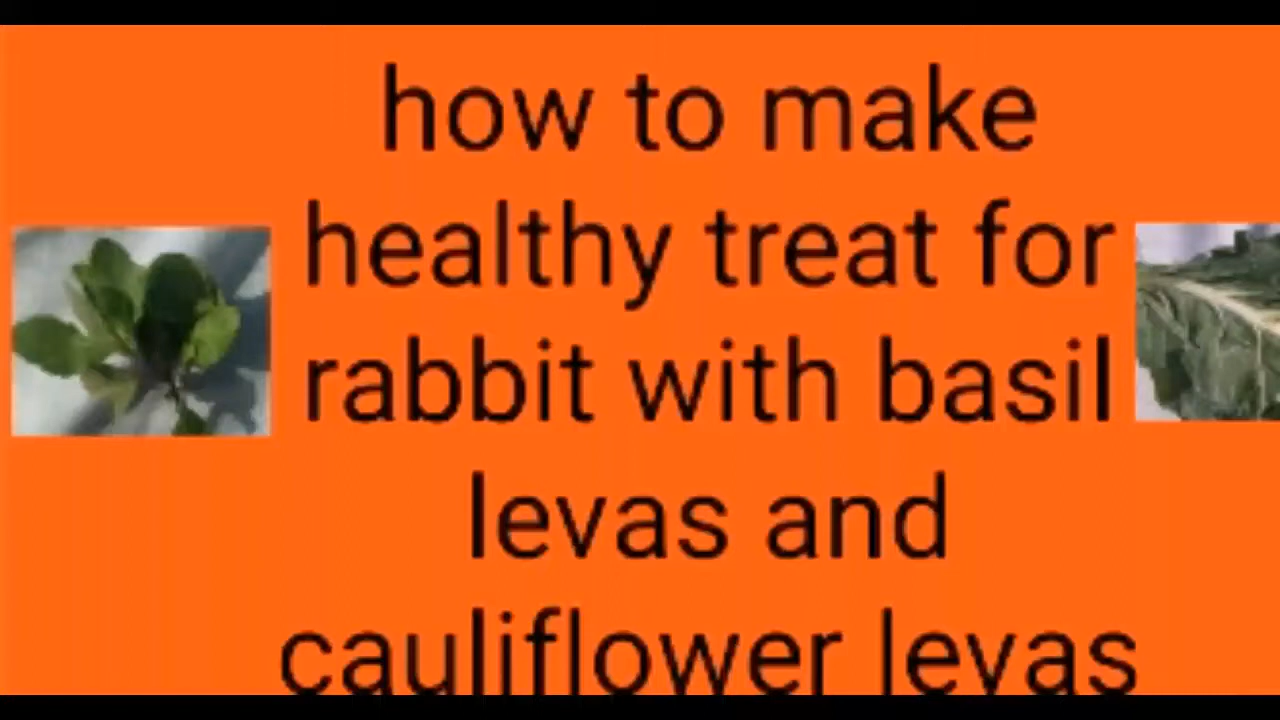 how to make
healthy treat for
rabbit with basil
levas and
cauliflower levas